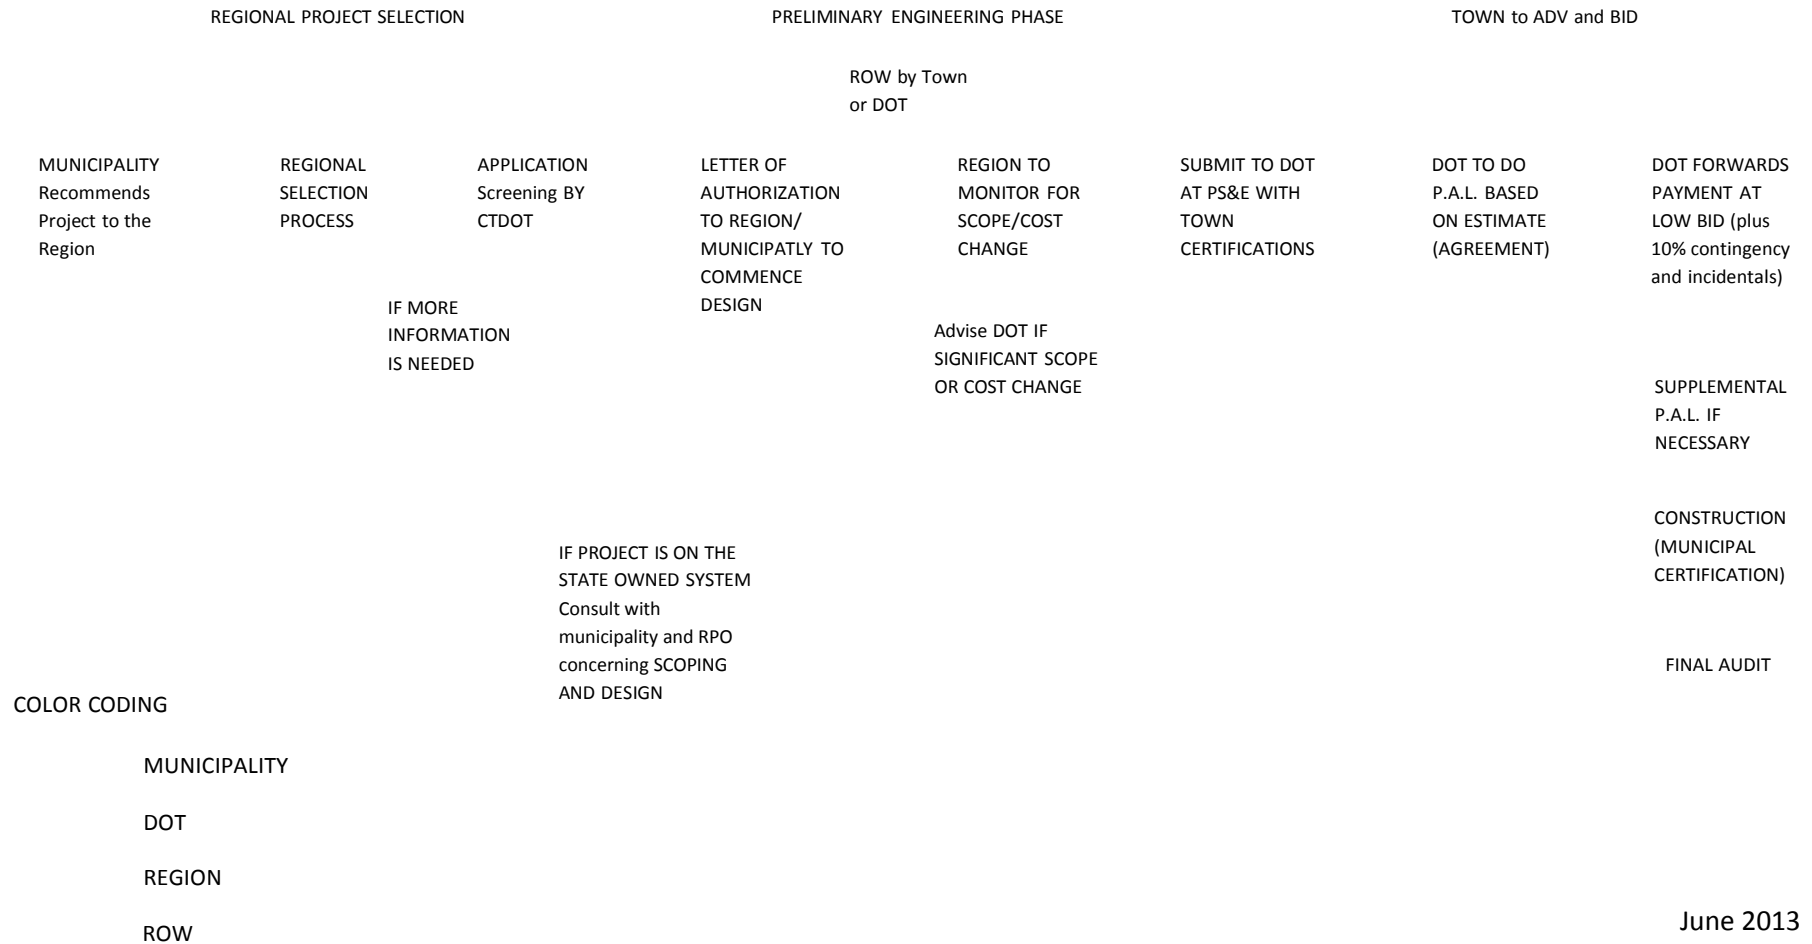 REGIONAL PROJECT SELECTION
PRELIMINARY ENGINEERING PHASE
TOWN to ADV and BID
ROW by Town
or DOT
MUNICIPALITY
Recommends
Project to the
Region
REGIONAL
SELECTION
PROCESS
APPLICATION
Screening BY
CTDOT
LETTER OF
AUTHORIZATION
TO REGION/
MUNICIPATLY TO
COMMENCE
DESIGN
REGION TO
MONITOR FOR
SCOPE/COST
CHANGE
SUBMIT TO DOT
AT PS&E WITH
TOWN
CERTIFICATIONS
DOT TO DO
P.A.L. BASED
ON ESTIMATE
(AGREEMENT)
DOT FORWARDS
PAYMENT AT
LOW BID (plus
10% contingency
and incidentals)
IF MORE
INFORMATION
IS NEEDED
Advise DOT IF
SIGNIFICANT SCOPE
OR COST CHANGE
SUPPLEMENTAL
P.A.L. IF
NECESSARY
CONSTRUCTION
(MUNICIPAL
CERTIFICATION)
IF PROJECT IS ON THE
STATE OWNED SYSTEM
Consult with
municipality and RPO
concerning SCOPING
AND DESIGN
FINAL AUDIT
COLOR CODING
MUNICIPALITY
DOT
REGION
ROW
June 2013